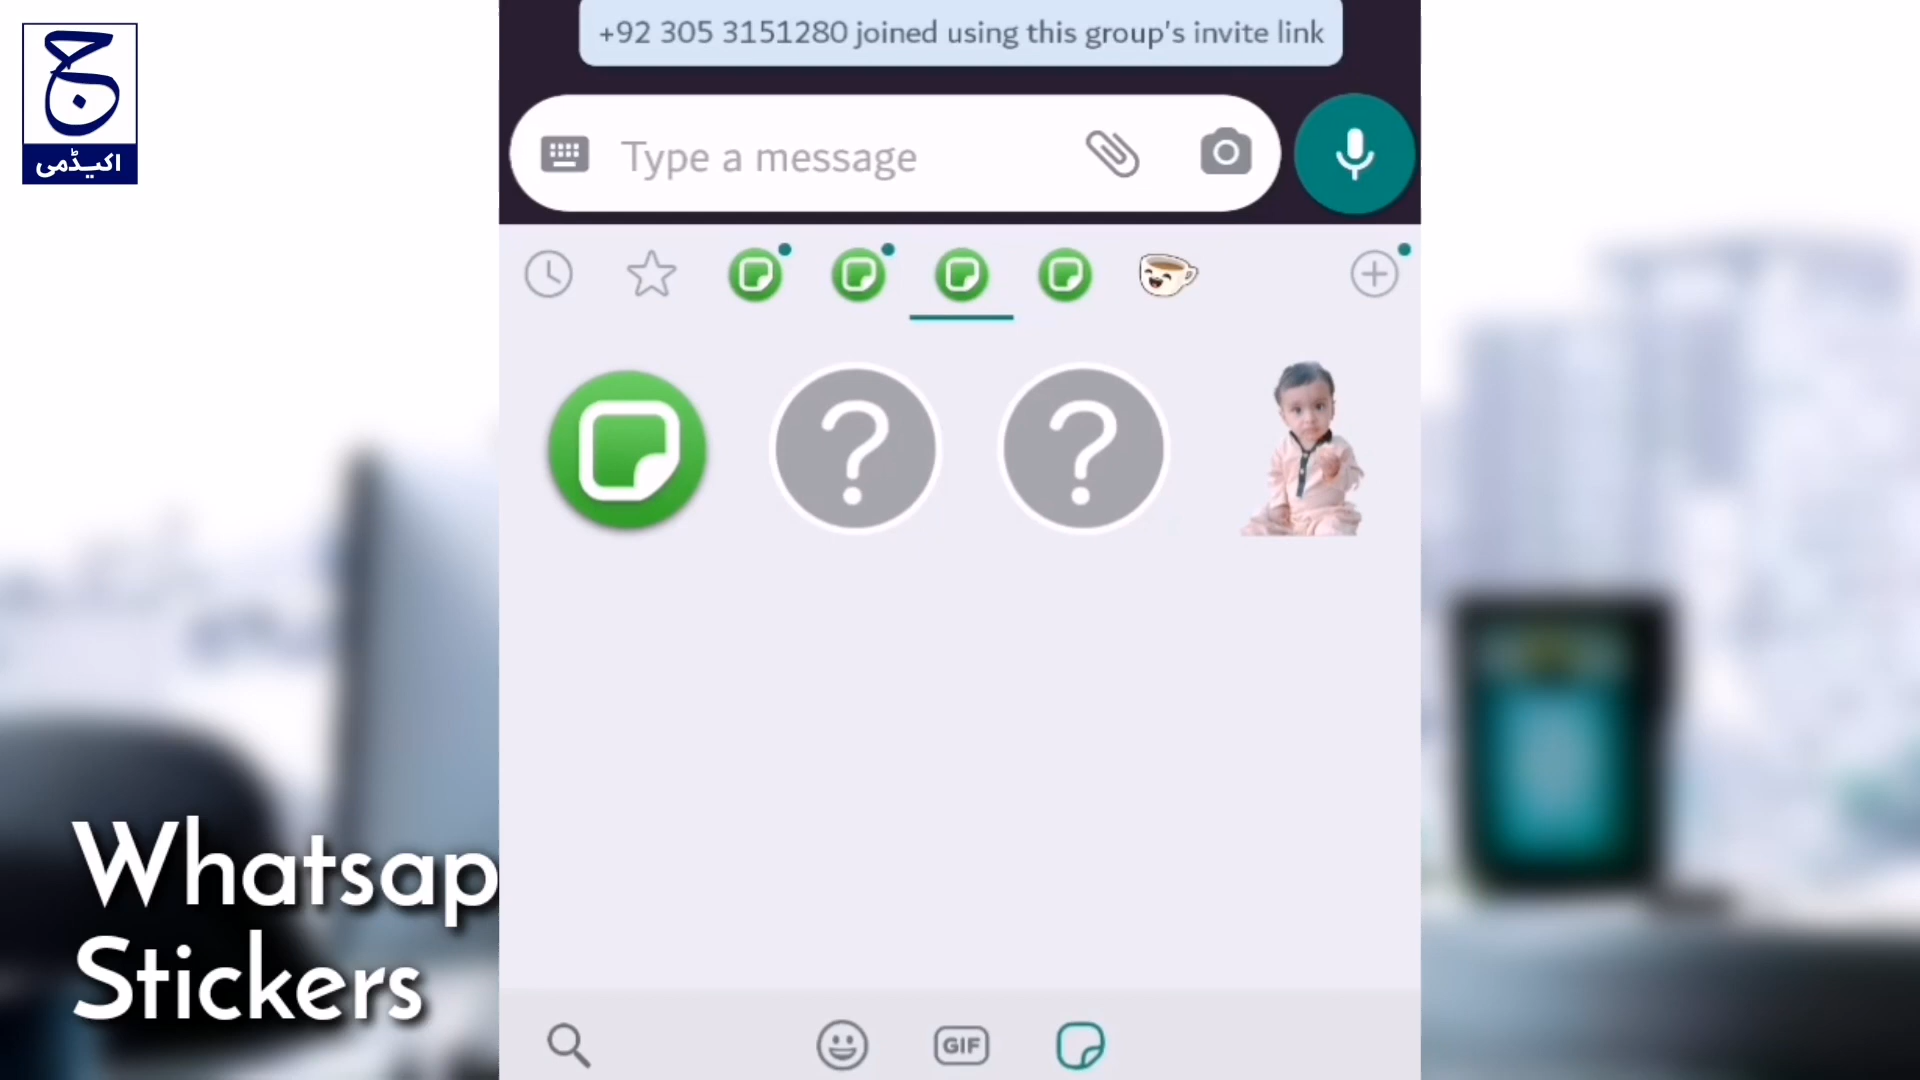 ج
اکیڈمی
+92 305 3151280 joined using this group's invite link
Type a message
? ?
Whatsap
Stickers
GIF